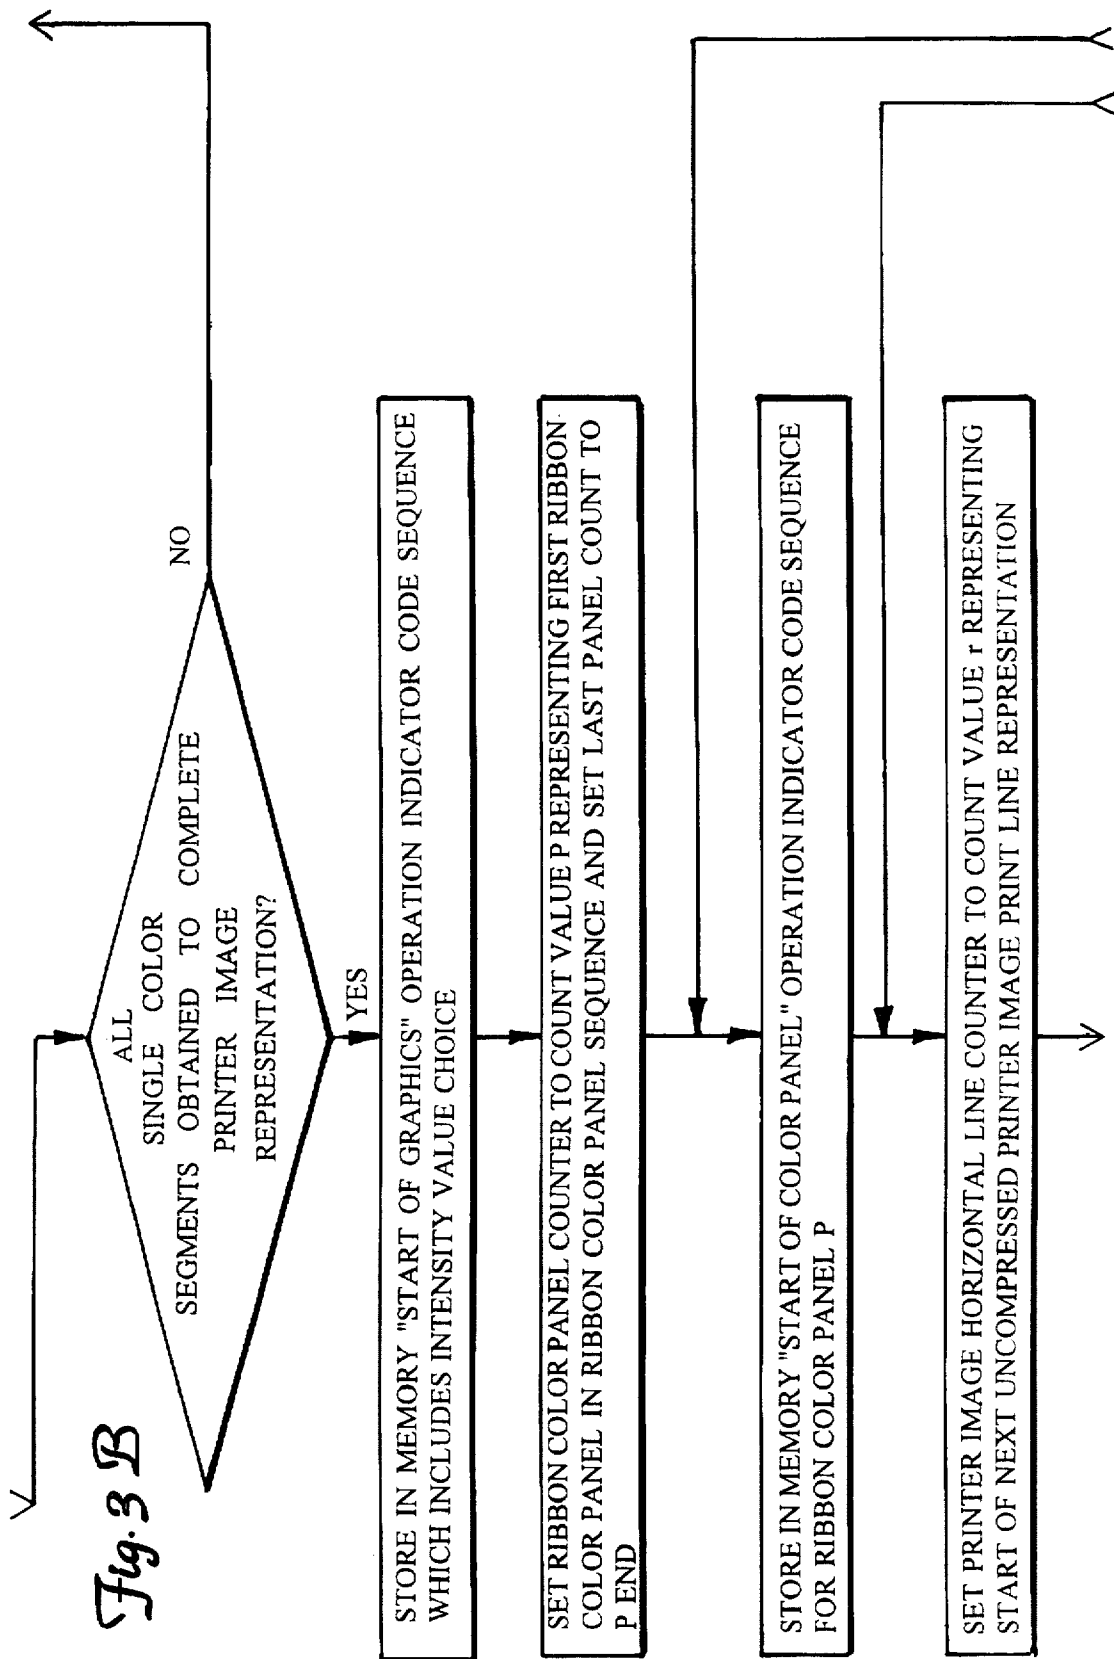 Fig. 3 B
ALL
SINGLE COLOR
SEGMENTS OBTAINED TO COMPLETE
PRINTER IMAGE
REPRESENTATION?
NO
YES
STORE IN MEMORY "START OF GRAPHICS" OPERATION INDICATOR CODE SEQUENCE
WHICH INCLUDES INTENSITY VALUE CHOICE
SET RIBBON COLOR PANEL COUNTER TO COUNT VALUE P REPRESENTING FIRST RIBBON
COLOR PANEL IN RIBBON COLOR PANEL SEQUENCE AND SET LAST PANEL COUNT TO
P END
STORE IN MEMORY "START OF COLOR PANEL" OPERATION INDICATOR CODE SEQUENCE
FOR RIBBON COLOR PANEL P
SET PRINTER IMAGE HORIZONTAL LINE COUNTER TO COUNT VALUE r REPRESENTING
START OF NEXT UNCOMPRESSED PRINTER IMAGE PRINT LINE REPRESENTATION